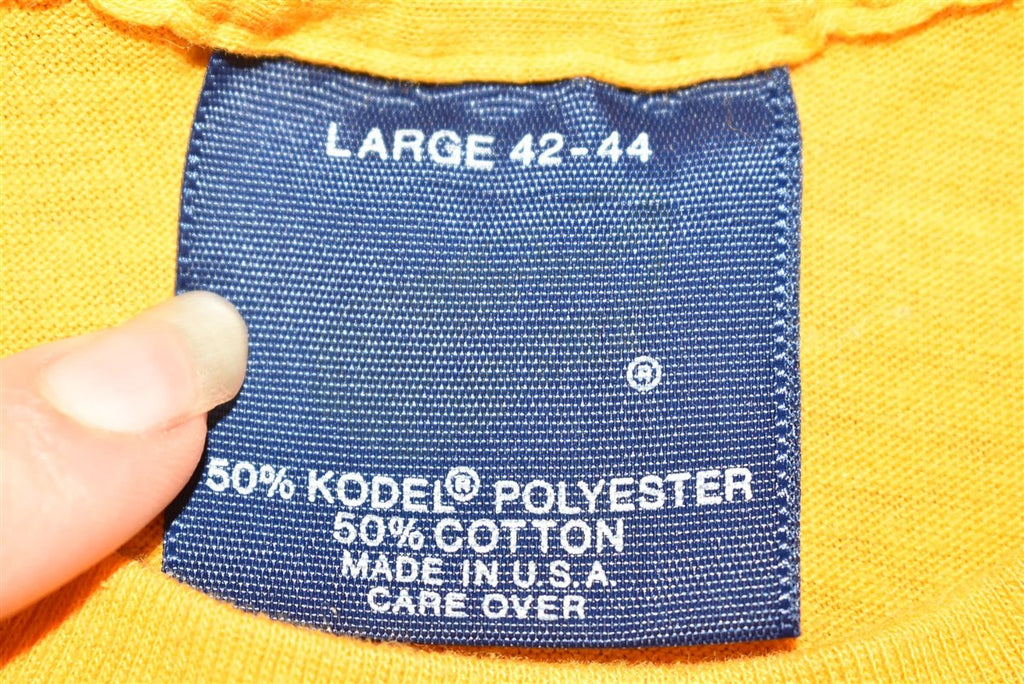 LARGE 42-44
®
50% KODEL® POLYESTER
50% COTTON
MADE IN U.S.A.
CARE OVER